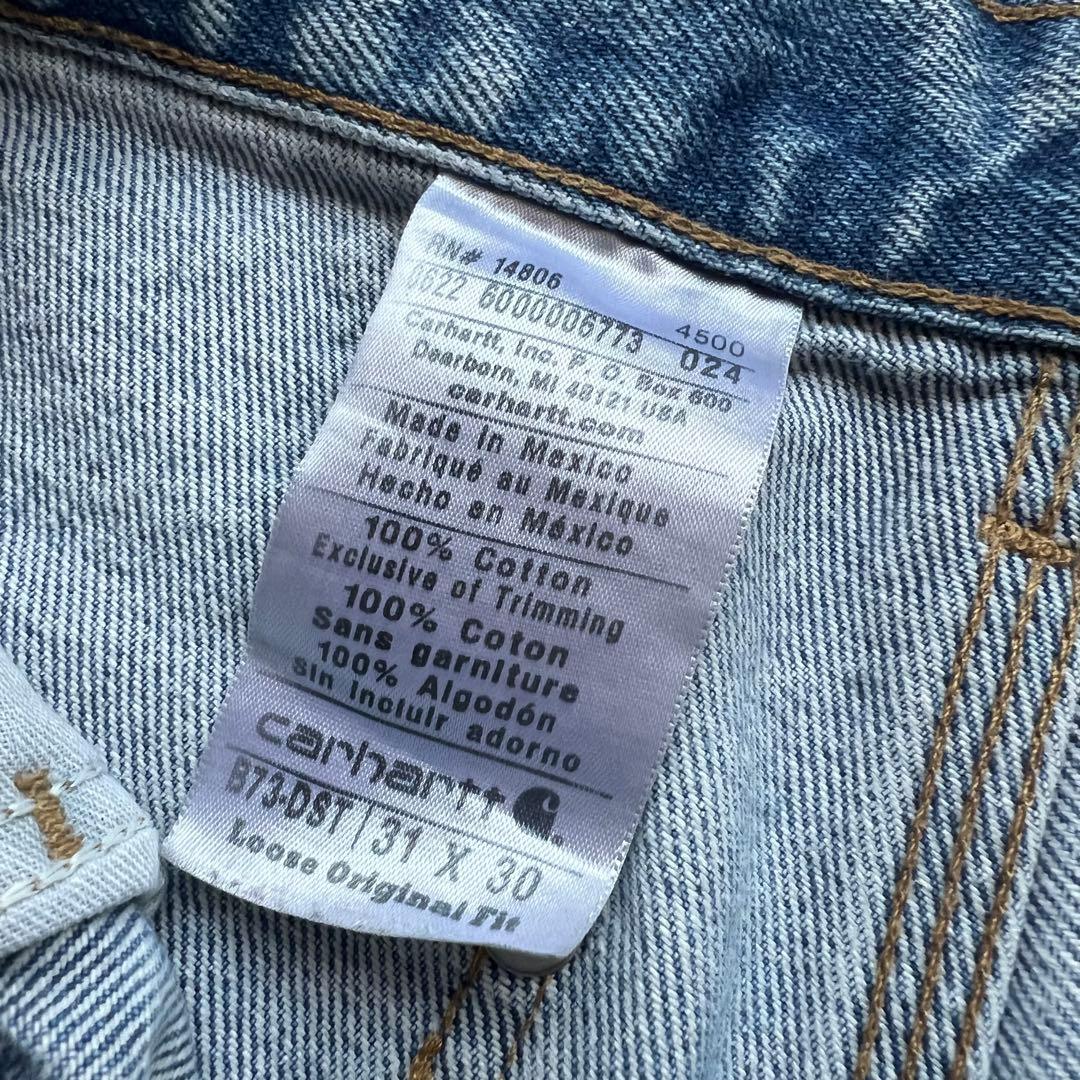 RN# 14806
6622 6000006773 4500 024
Carhartt, Inc. P. O. Box 600
Dearborn, MI 48121 USA
carhartt.com
Made in Mexico
Fabriqué au Mexique
Hecho en México
100% Cotton
Exclusive of Trimming
100% Coton
Sans garniture
100% Algodón
sin incluir adorno
carhartt
B73-DST 31 X 30
Loose Original Fit